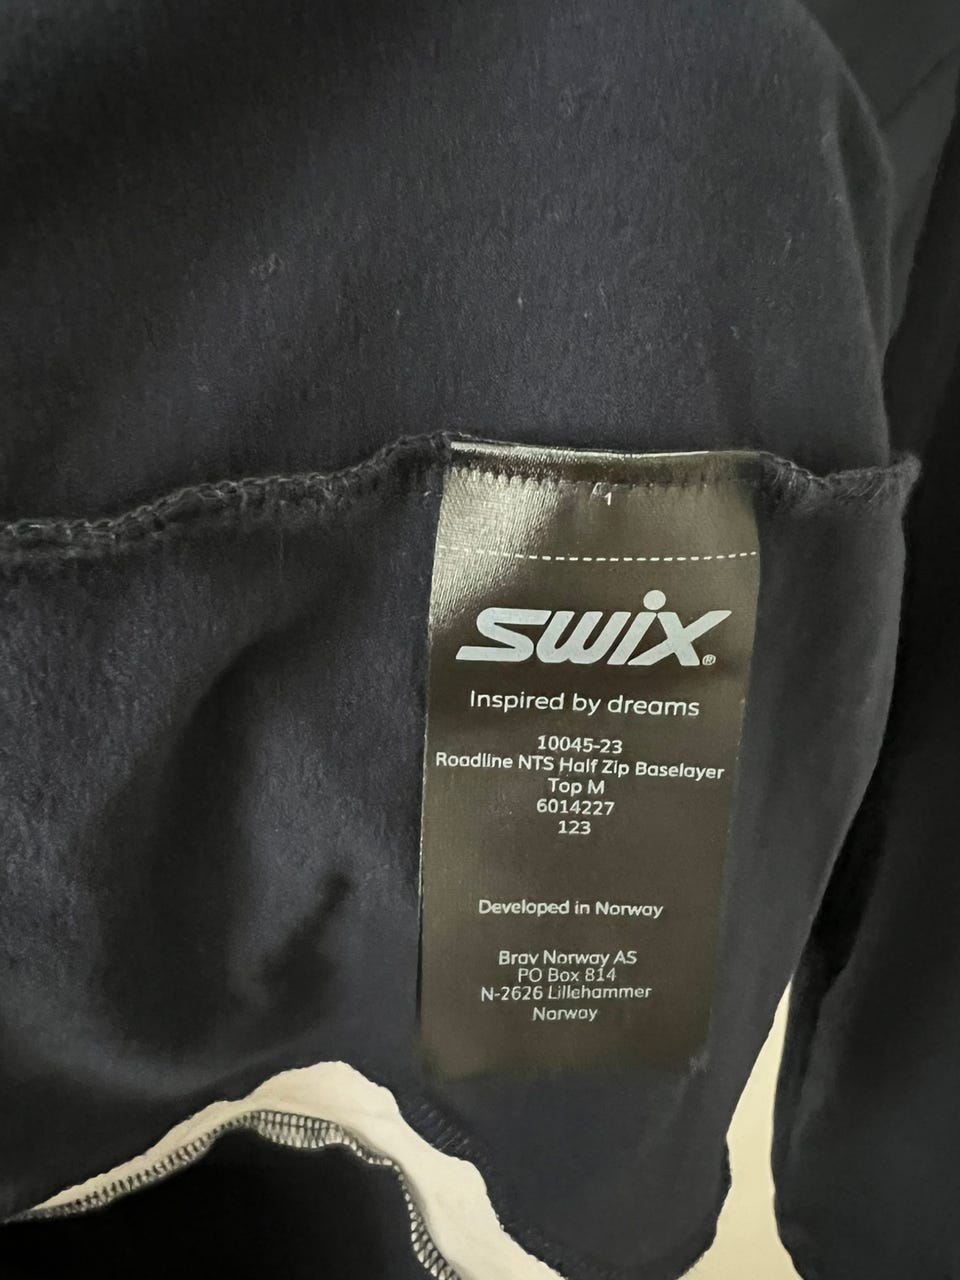 1
swix®
Inspired by dreams
10045-23
Roadline NTS Half Zip Baselayer
Top M
6014227
123
Developed in Norway
Brav Norway AS
PO Box 814
N-2626 Lillehammer
Norway